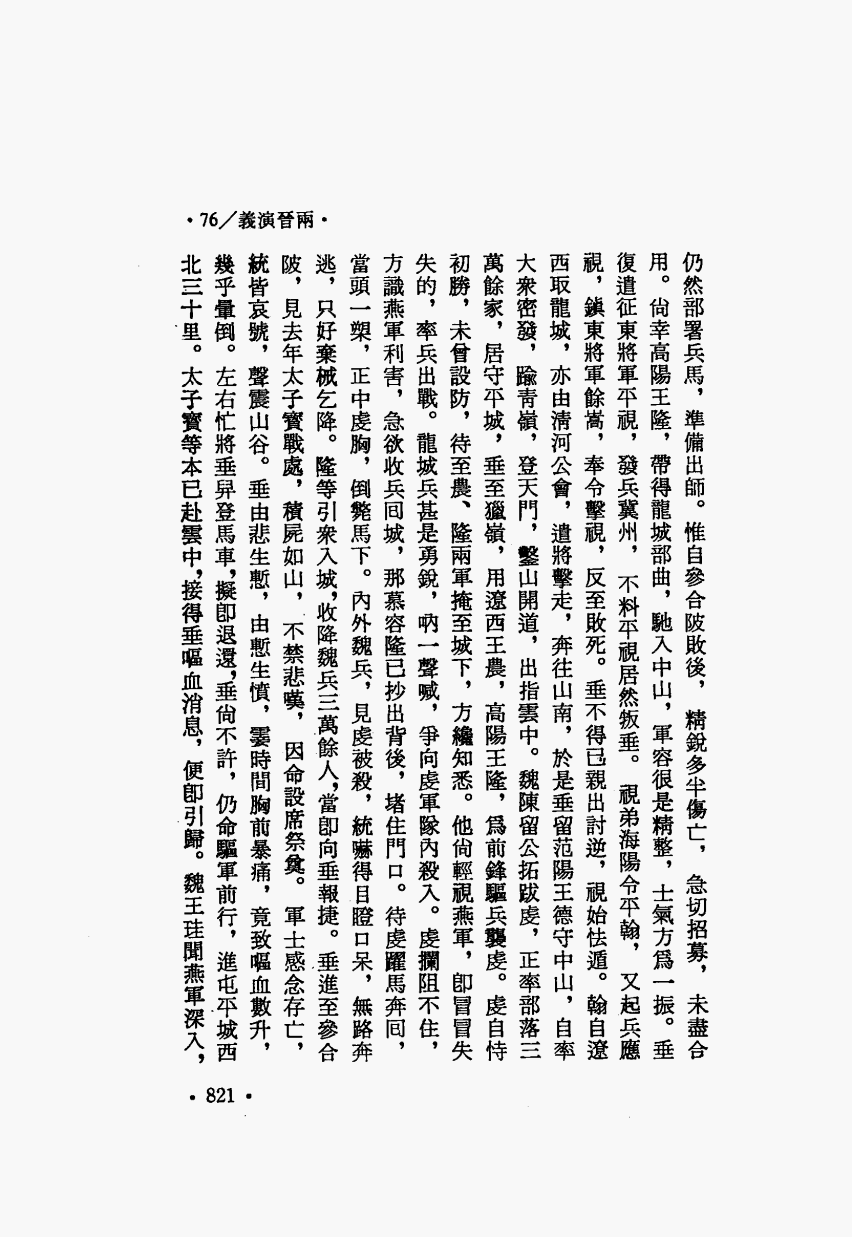 •76／義演晉兩•
仍然部署兵馬，準備出師。惟自參合陂敗後，精銳多半傷亡，急切招募，未盡合
用。尙幸高陽王隆，帶得龍城部曲，馳入中山，軍容很是精整，士氣方爲一振。垂
復遣征東將軍平視，發兵冀州，不料平視居然叛垂。視弟海陽令平翰，又起兵應
視，鎭東將軍餘嵩，奉令擊視，反至敗死。垂不得已親出討逆，視始怯遁。翰自遼
西取龍城，亦由淸河公會，遣將擊走，奔往山南，於是垂留范陽王德守中山，自率
大衆密發，踰靑嶺，登天門，鑿山開道，出指雲中。魏陳留公拓跋虔，正率部落三
萬餘家，居守平城，垂至獵嶺，用遼西王農，高陽王隆，爲前鋒驅兵襲虔。虔自恃
初勝，未曾設防，待至農、隆兩軍掩至城下，方纔知悉。他尙輕視燕軍，卽冒冒失
失的，率兵出戰。龍城兵甚是勇銳，吶一聲喊，爭向虔軍隊內殺入。虔攔阻不住，
方識燕軍利害，急欲收兵囘城，那慕容隆已抄出背後，堵住門口。待虔躍馬奔囘，
當頭一槊，正中虔胸，倒斃馬下。內外魏兵，見虔被殺，統嚇得目瞪口呆，無路奔
逃，只好棄械乞降。隆等引衆入城，收降魏兵三萬餘人，當卽向垂報捷。垂進至參合
陂，見去年太子寶戰處，積屍如山，不禁悲嘆，因命設席祭奠。軍士感念存亡，
統皆哀號，聲震山谷。垂由悲生慙，由慙生憤，霎時間胸前暴痛，竟致嘔血數升，
幾乎暈倒。左右忙將垂舁登馬車，擬卽退還，垂尙不許，仍命驅軍前行，進屯平城西
北三十里。太子寶等本已赴雲中，接得垂嘔血消息，便卽引歸。魏王珪聞燕軍深入，
•821•